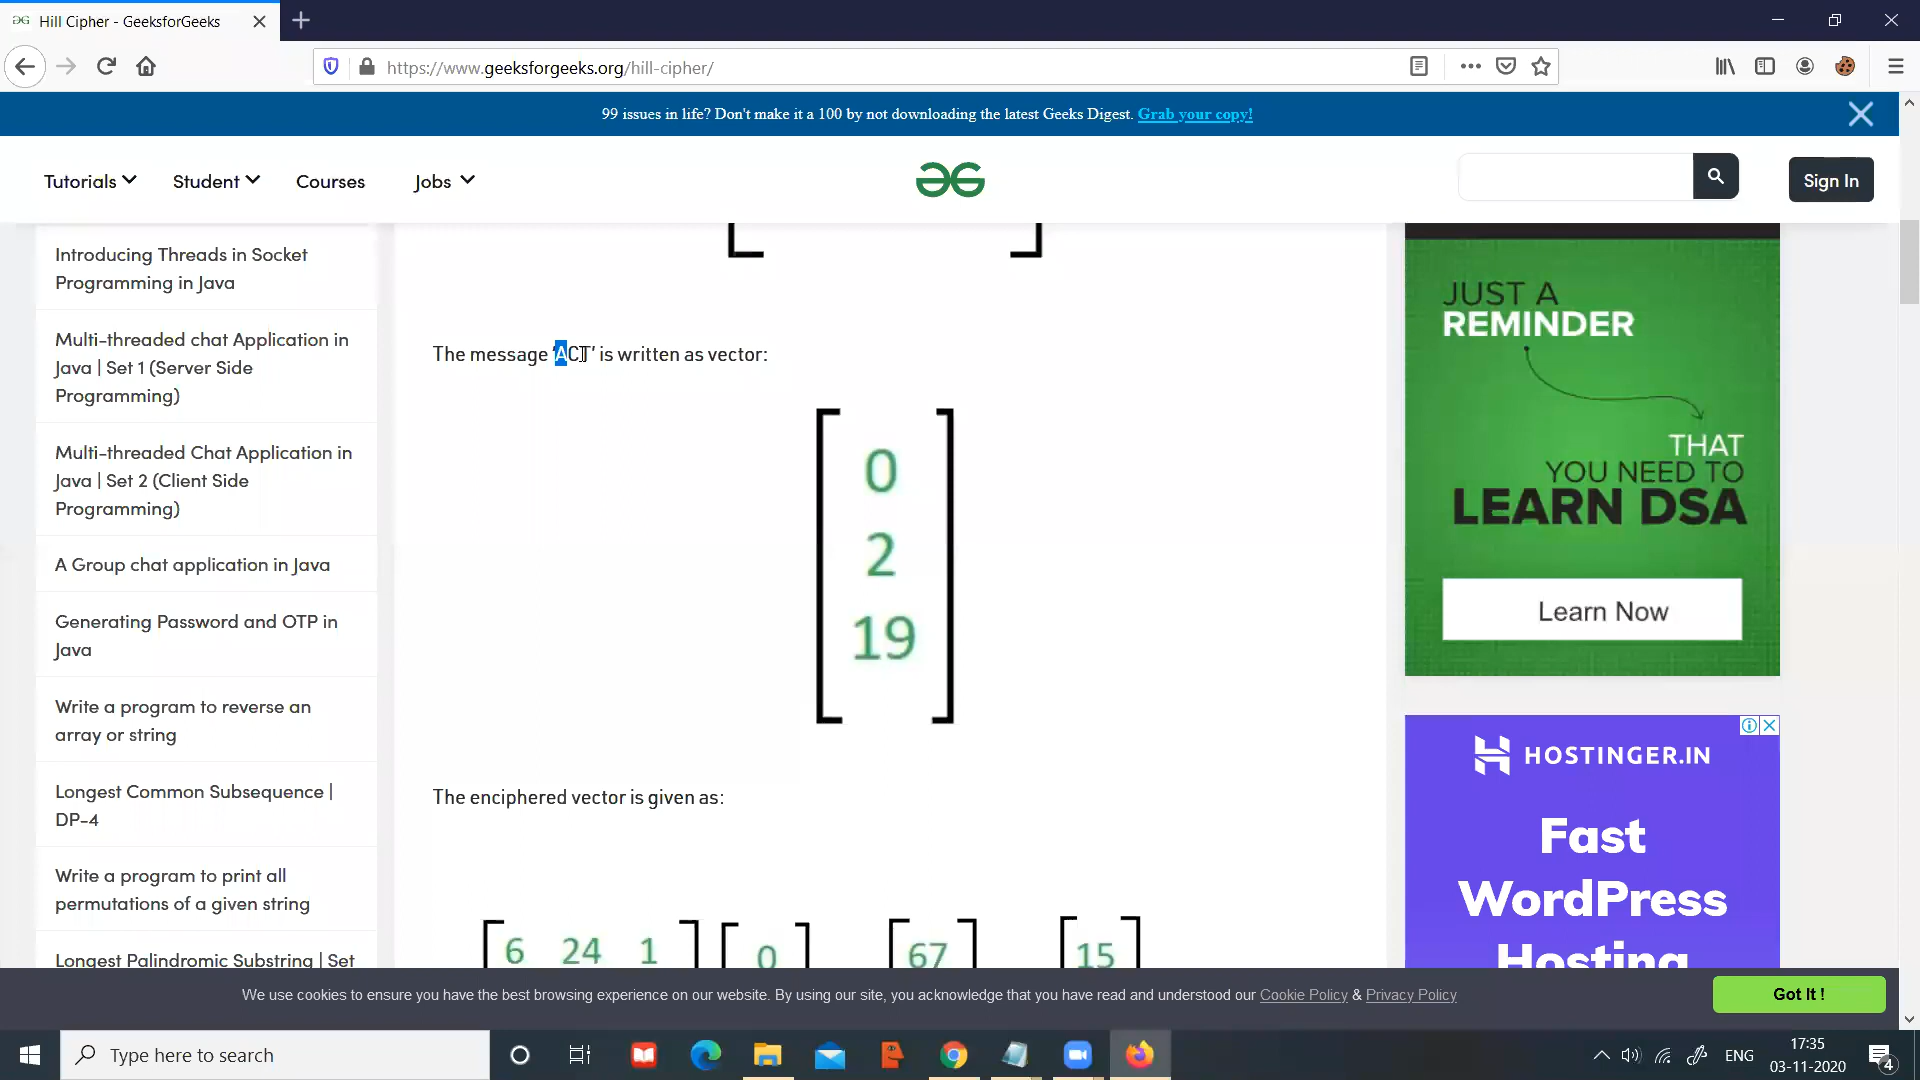 Hill Cipher - GeeksforGeeks
https://www.geeksforgeeks.org/hill-cipher/
99 issues in life? Don't make it a 100 by not downloading the latest Geeks Digest. Grab your copy!
Tutorials
Student
Courses
Jobs
Sign In
Introducing Threads in Socket
Programming in Java
Multi-threaded chat Application in
Java | Set 1 (Server Side
Programming)
Multi-threaded Chat Application in
Java | Set 2 (Client Side
Programming)
A Group chat application in Java
Generating Password and OTP in
Java
Write a program to reverse an
array or string
Longest Common Subsequence |
DP-4
Write a program to print all
permutations of a given string
Longest Palindromic Substring | Set
The message 'ACT' is written as vector:
0
2
19
The enciphered vector is given as:
6 24 1 0 67 15
JUST A
REMINDER
THAT
YOU NEED TO
LEARN DSA
Learn Now
HOSTINGER.IN
Fast
WordPress
Hosting
We use cookies to ensure you have the best browsing experience on our website. By using our site, you acknowledge that you have read and understood our Cookie Policy & Privacy Policy
Got It !
Type here to search
ENG
17:35
03-11-2020
4